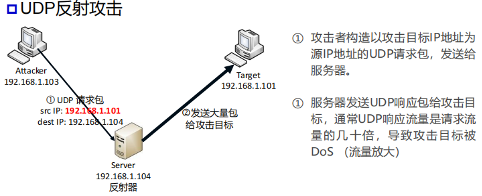 UDP反射攻击
Attacker
192.168.1.103
Target
192.168.1.101
① UDP 请求包
src IP: 192.168.1.101
dest IP: 192.168.1.104
②发送大量包
给攻击目标
Server
192.168.1.104
反射器
① 攻击者构造以攻击目标IP地址为
源IP地址的UDP请求包，发送给
服务器。
① 服务器发送UDP响应包给攻击目
标，通常UDP响应流量是请求流
量的几十倍，导致攻击目标被
DoS （流量放大）